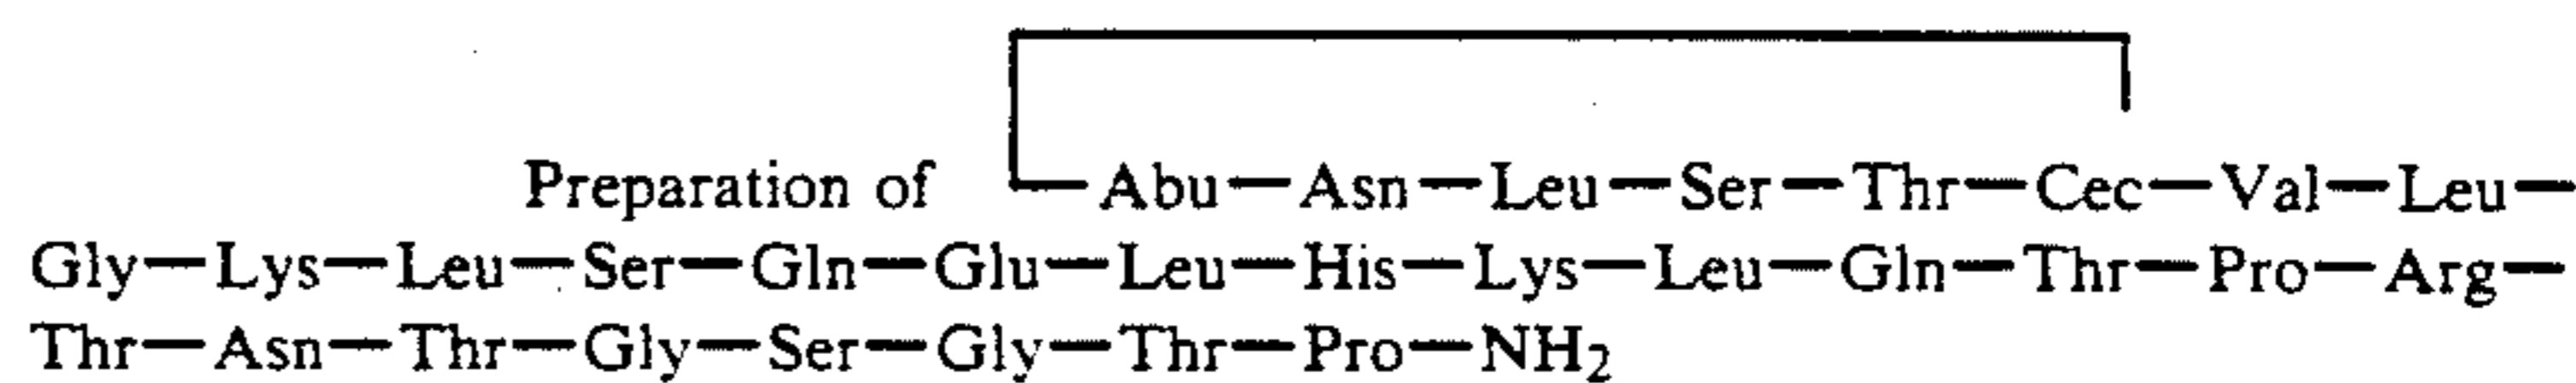 Preparation of ┌Abu—Asn—Leu—Ser—Thr—Cec—Val—Leu—
Gly—Lys—Leu—Ser—Gln—Glu—Leu—His—Lys—Leu—Gln—Thr—Pro—Arg—
Thr—Asn—Thr—Gly—Ser—Gly—Thr—Pro—NH₂